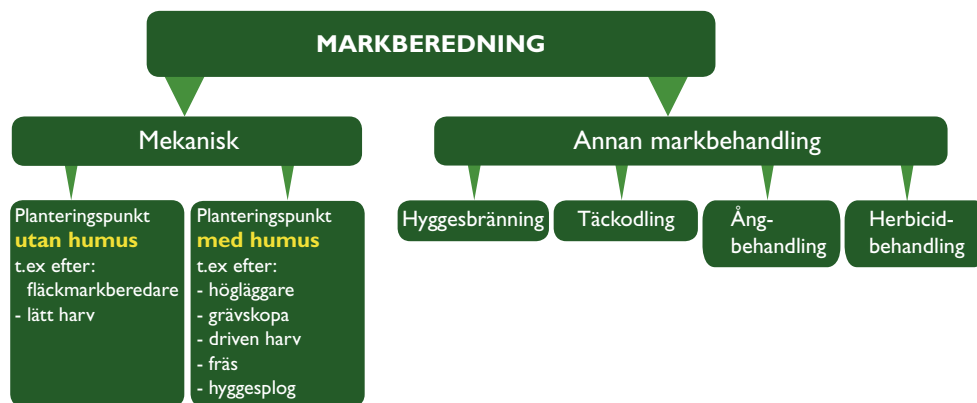 MARKBEREDNING
Mekanisk
Annan markbehandling
Planteringspunkt
utan humus
t.ex efter:
fläckmarkberedare
- lätt harv
Planteringspunkt
med humus
t.ex efter:
- högläggare
- grävskopa
- driven harv
- fräs
- hyggesplog
Hyggesbränning
Täckodling
Ång-
behandling
Herbicid-
behandling